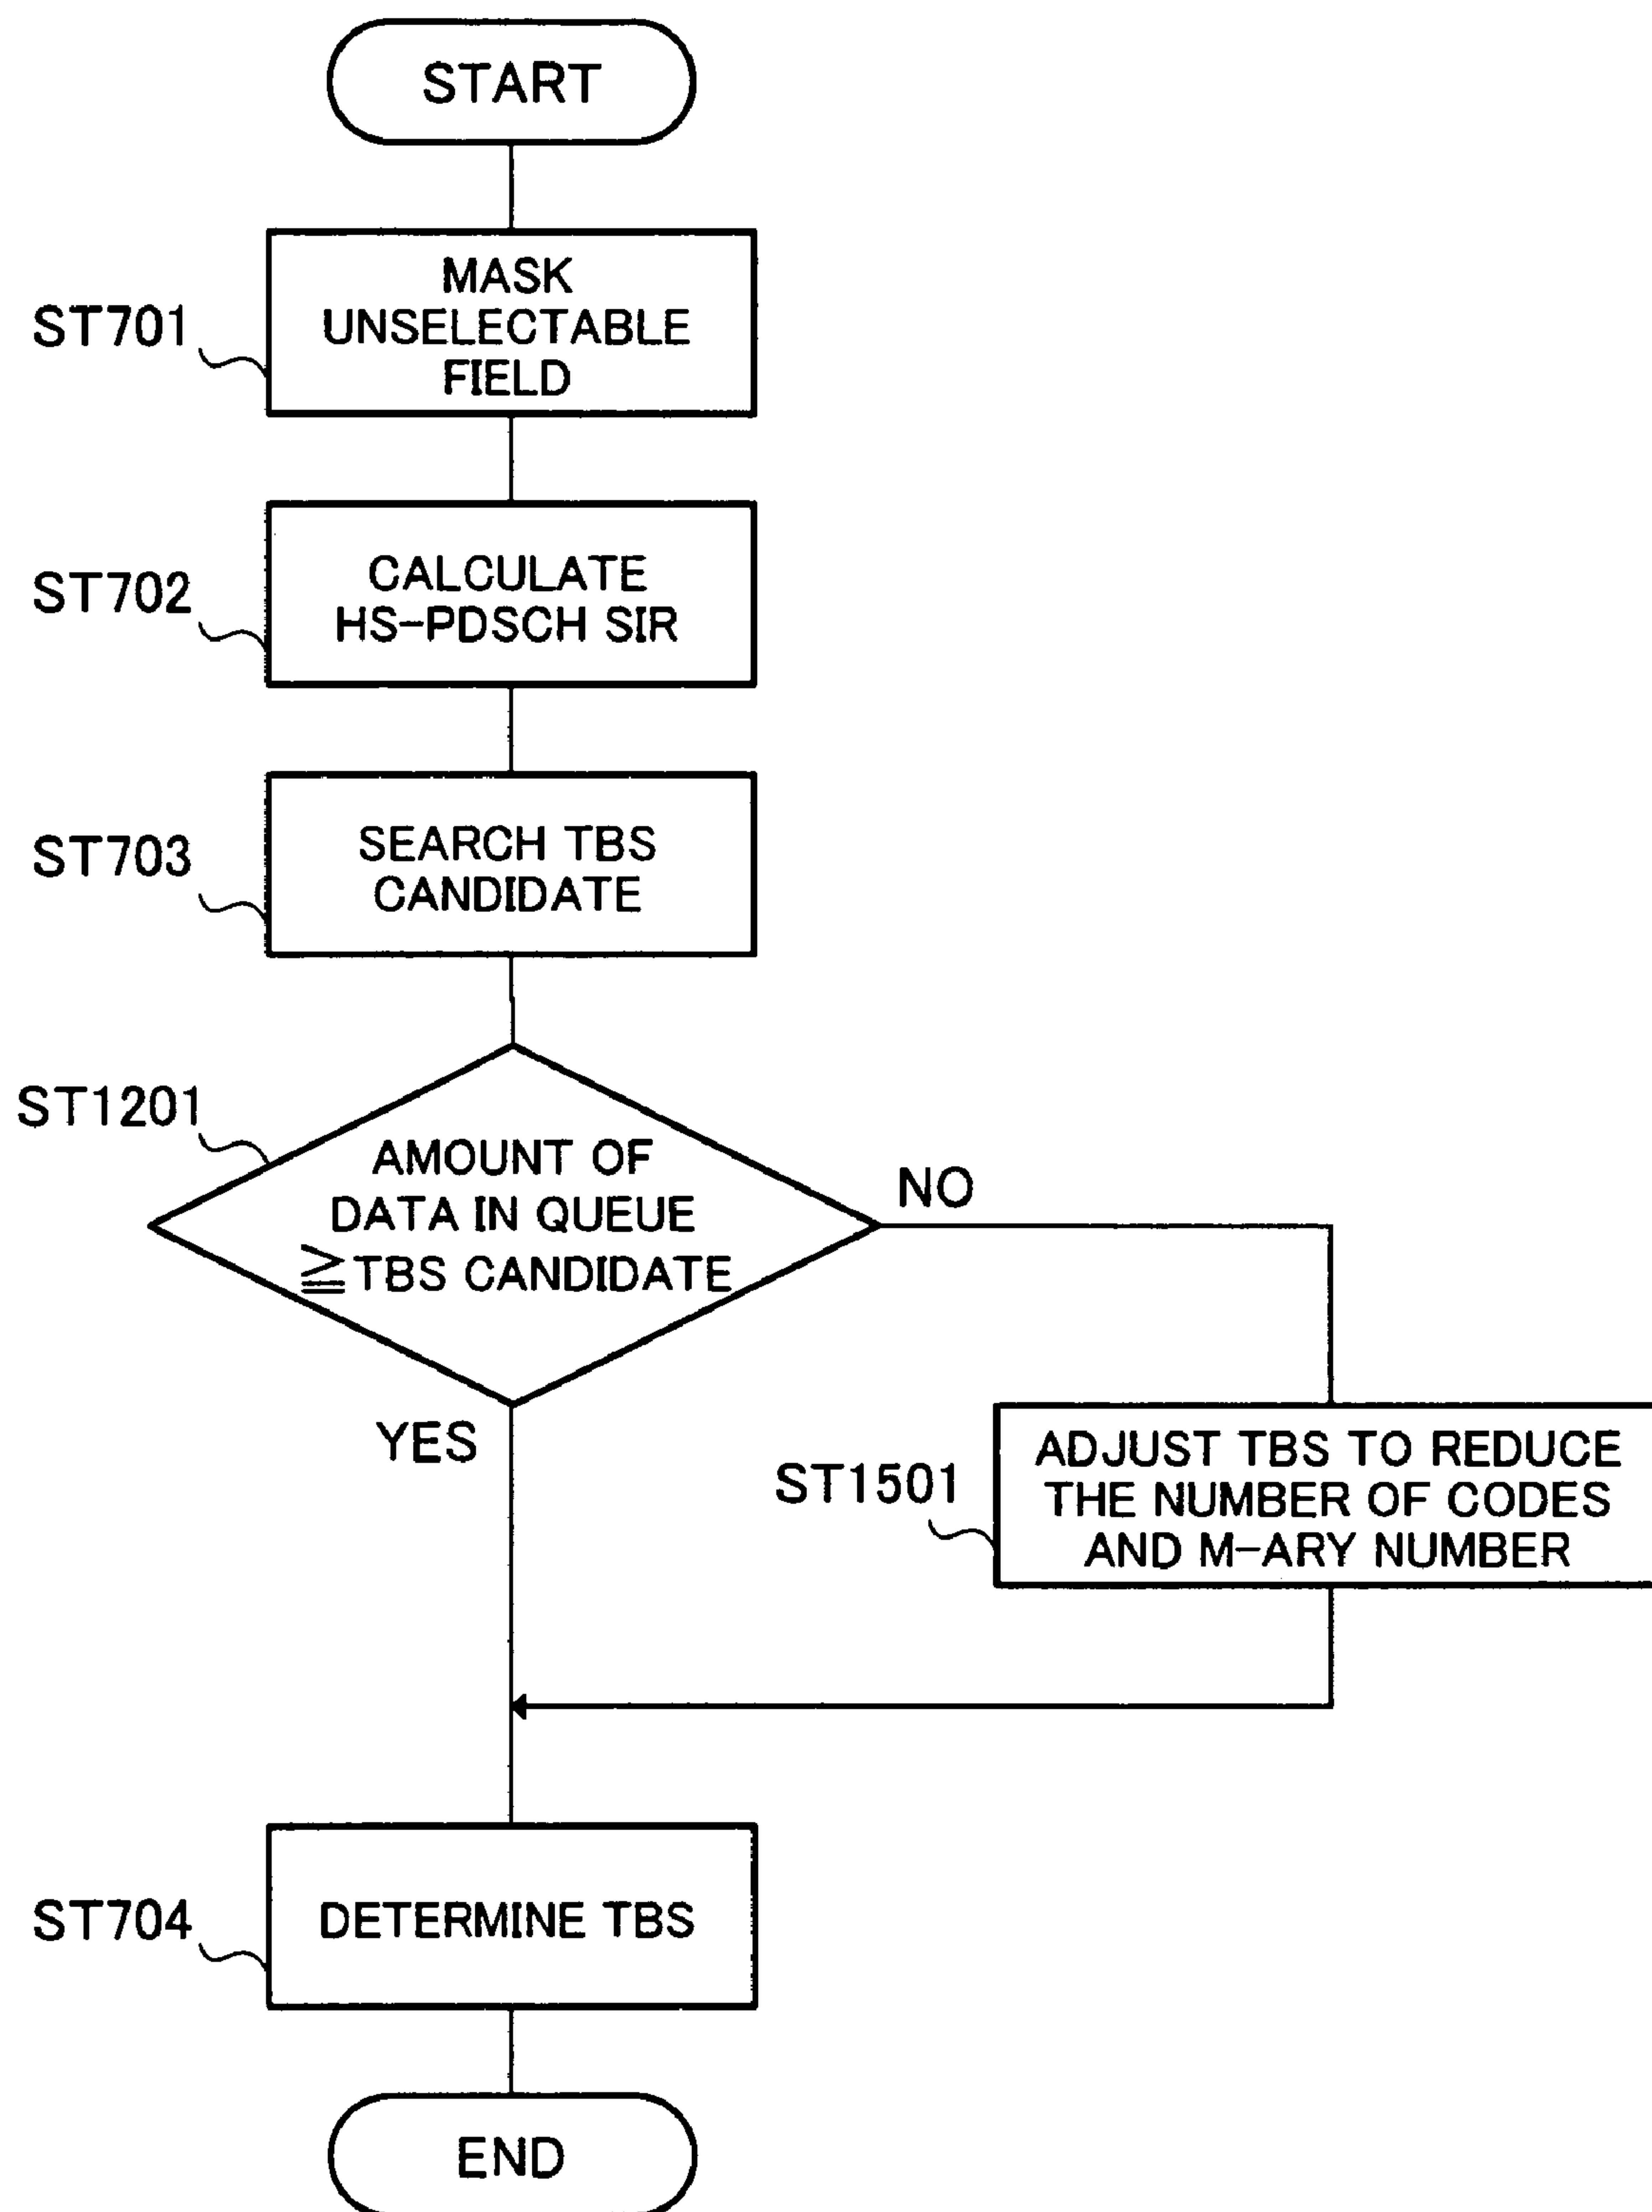 START
ST701
MASK
UNSELECTABLE
FIELD
ST702
CALCULATE
HS-PDSCH SIR
ST703
SEARCH TBS
CANDIDATE
ST1201
AMOUNT OF
DATA IN QUEUE
≧TBS CANDIDATE
NO
YES
ST1501
ADJUST TBS TO REDUCE
THE NUMBER OF CODES
AND M-ARY NUMBER
ST704
DETERMINE TBS
END